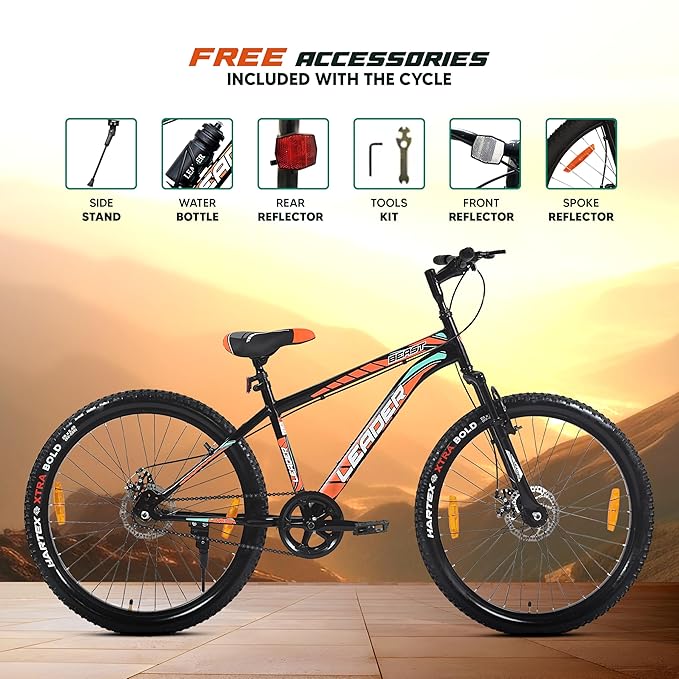 FREE ACCESSORIES
INCLUDED WITH THE CYCLE
LEADER
SIDE
STAND
WATER
BOTTLE
REAR
REFLECTOR
TOOLS
KIT
FRONT
REFLECTOR
SPOKE
REFLECTOR
BEAST
LEADER
HARTEX XTRA BOLD
HARTEX XTRA BOLD